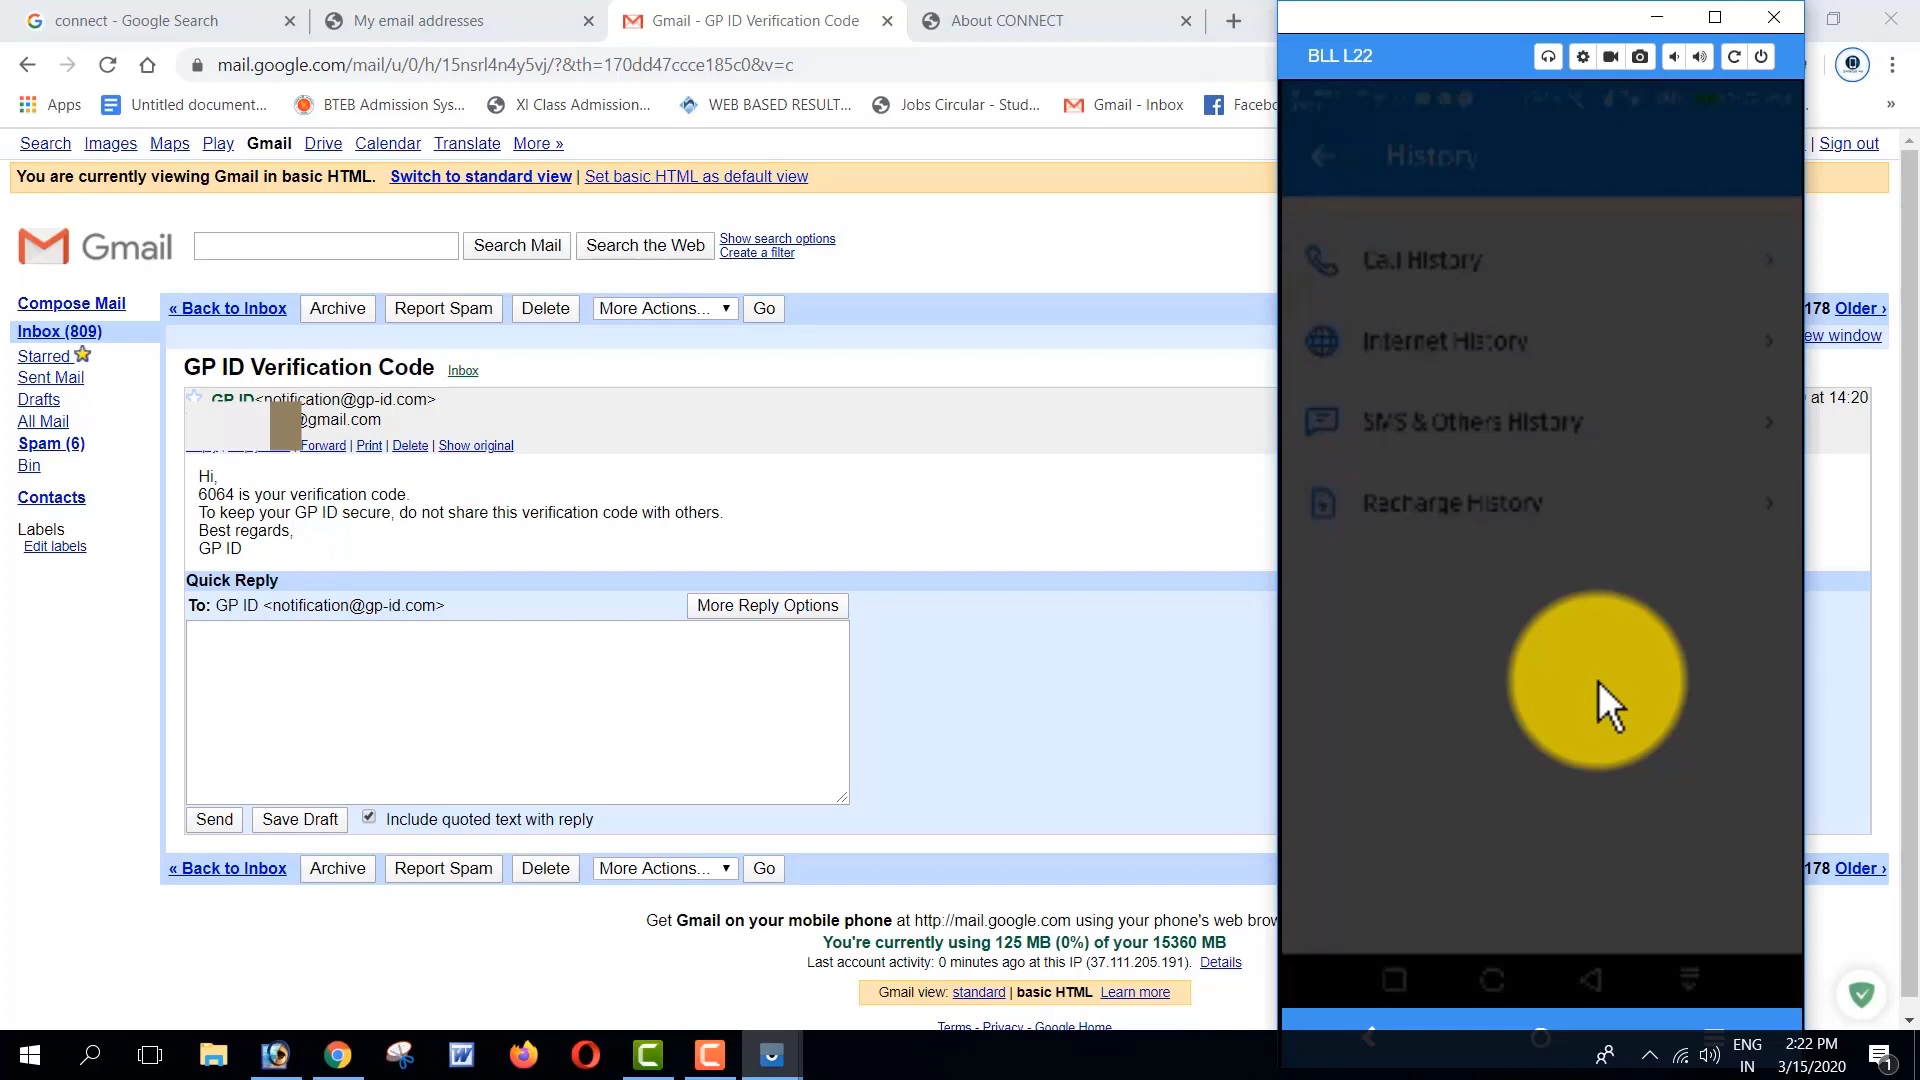 connect - Google Search
My email addresses
Gmail - GP ID Verification Code
About CONNECT
BLL L22
mail.google.com/mail/u/0/h/15nsrl4n4y5vj/?&th=170dd47ccce185c0&v=c
Apps
Untitled document...
BTEB Admission Sy...
XI Class Admission...
WEB BASED RESULT...
Jobs Circular - Stud...
Gmail - Inbox
Facebo
»
Search Images Maps Play Gmail Drive Calendar Translate More »
| Sign out
You are currently viewing Gmail in basic HTML. Switch to standard view | Set basic HTML as default view
Gmail
Search Mail
Search the Web
Show search options
Create a filter
Compose Mail
Inbox (809)
Starred
Sent Mail
Drafts
All Mail
Spam (6)
Bin
Contacts
Labels
Edit labels
« Back to Inbox
Archive
Report Spam
Delete
More Actions...
Go
178 Older ›
ew window
GP ID Verification Code Inbox
GP ID<notification@gp-id.com>
at 14:20
@gmail.com
Forward | Print | Delete | Show original
Hi,
6064 is your verification code.
To keep your GP ID secure, do not share this verification code with others.
Best regards,
GP ID
Quick Reply
To: GP ID <notification@gp-id.com>
More Reply Options
Send
Save Draft
Include quoted text with reply
« Back to Inbox
Archive
Report Spam
Delete
More Actions...
Go
178 Older ›
Get Gmail on your mobile phone at http://mail.google.com using your phone's web brow
You're currently using 125 MB (0%) of your 15360 MB
Last account activity: 0 minutes ago at this IP (37.111.205.191). Details
Gmail view: standard | basic HTML Learn more
Terms - Privacy - Google Home
History
Call History
Internet History
SMS & Others History
Recharge History
ENG
IN
2:22 PM
3/15/2020
1